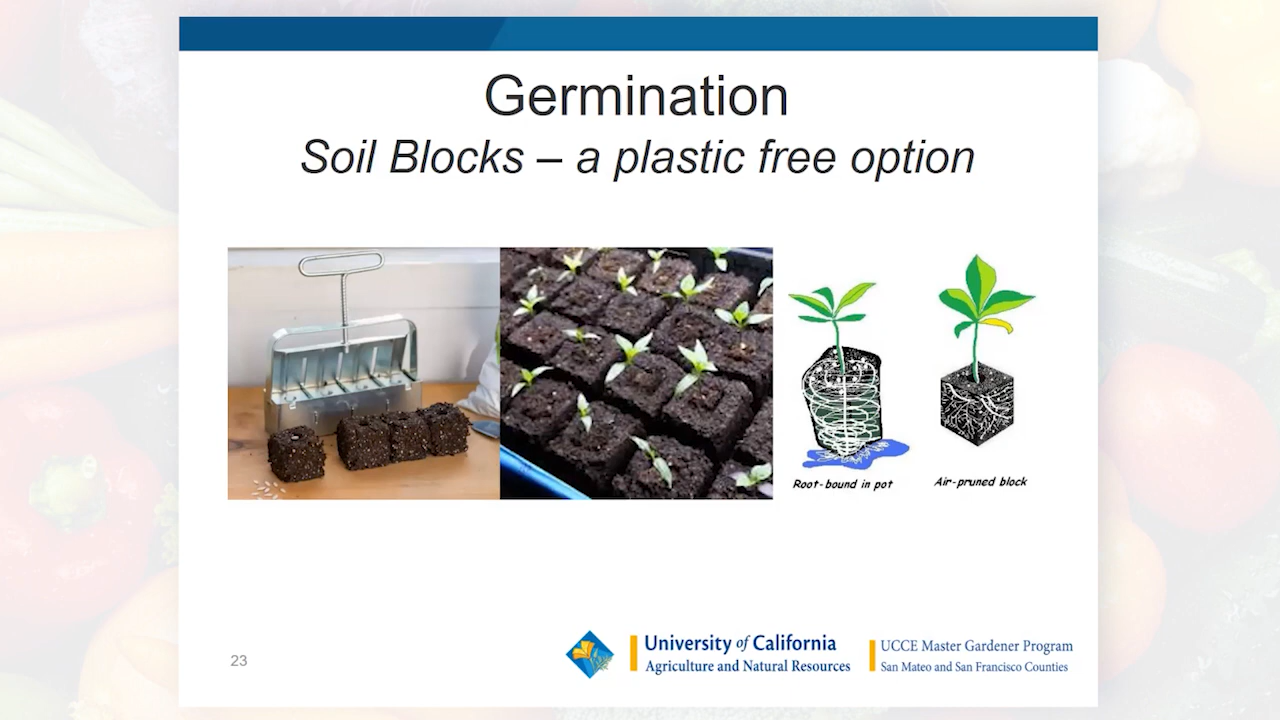 Germination
Soil Blocks – a plastic free option
Root-bound in pot
Air-pruned block
23
University of California
Agriculture and Natural Resources
UCCE Master Gardener Program
San Mateo and San Francisco Counties